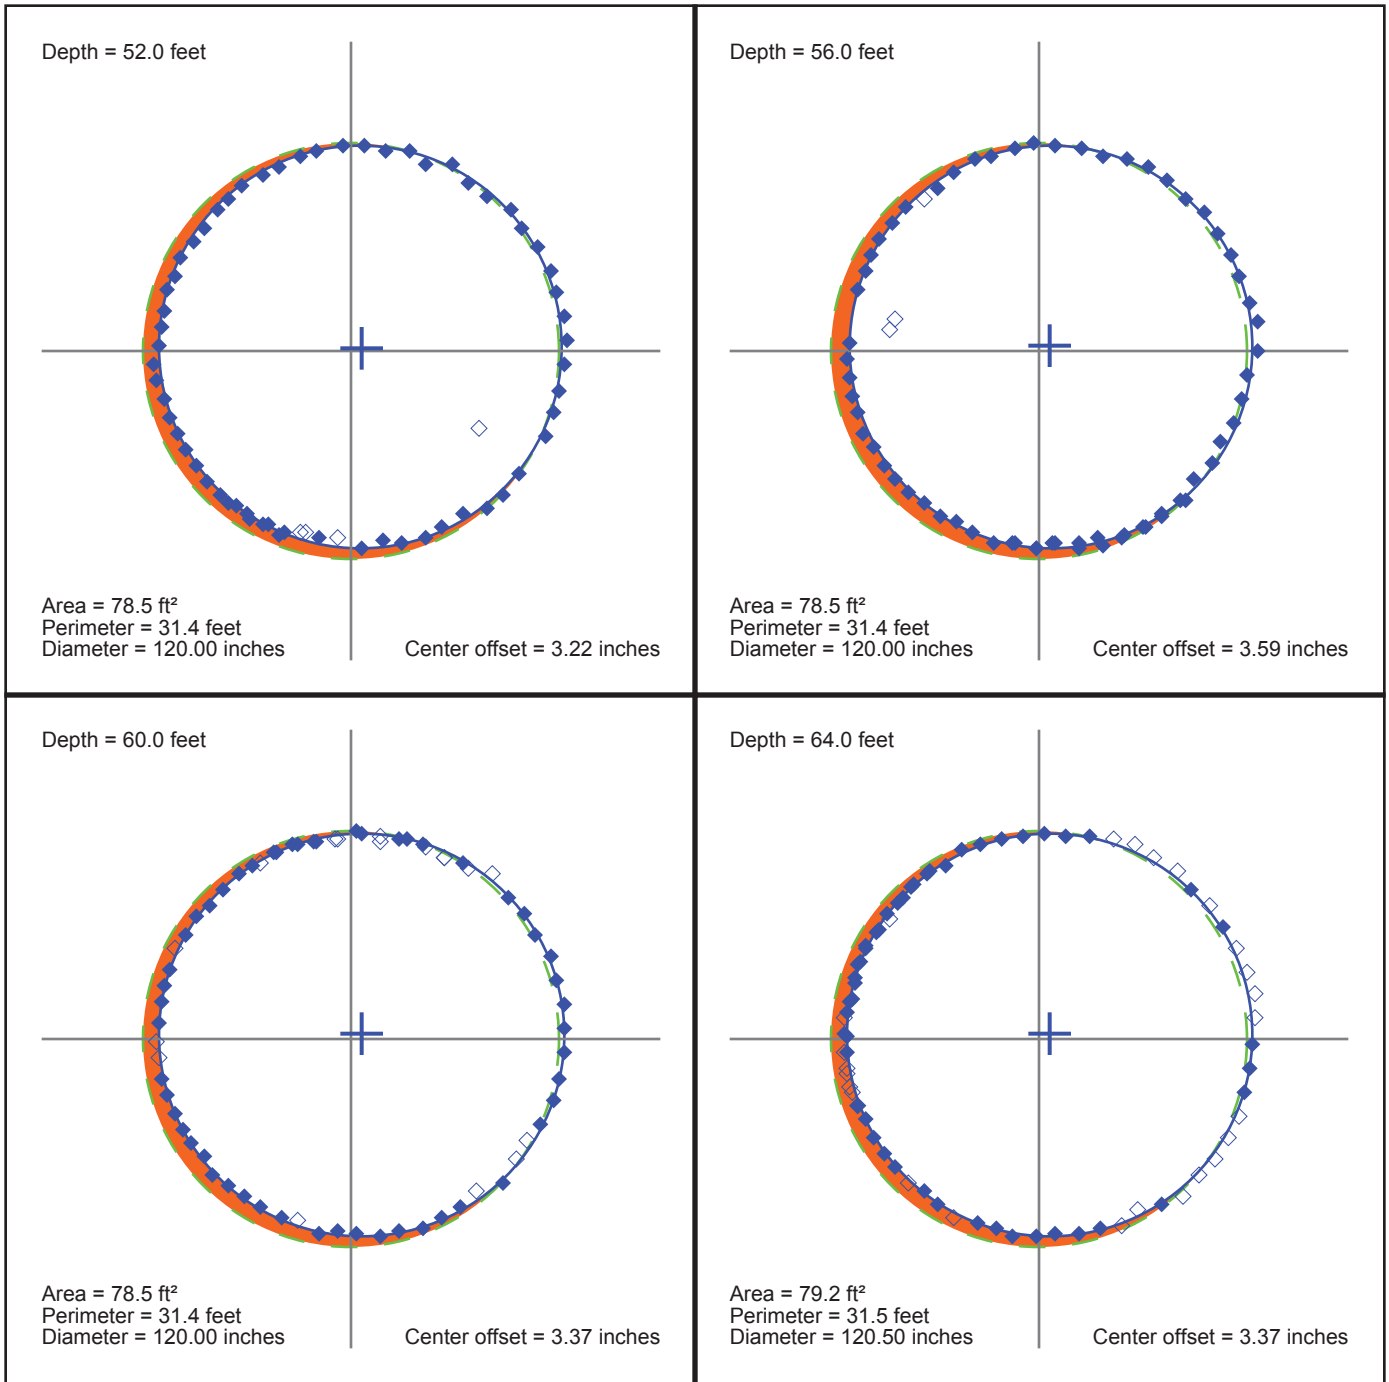 Depth = 52.0 feet
Area = 78.5 ft²
Perimeter = 31.4 feet
Diameter = 120.00 inches
Center offset = 3.22 inches
Depth = 56.0 feet
Area = 78.5 ft²
Perimeter = 31.4 feet
Diameter = 120.00 inches
Center offset = 3.59 inches
Depth = 60.0 feet
Area = 78.5 ft²
Perimeter = 31.4 feet
Diameter = 120.00 inches
Center offset = 3.37 inches
Depth = 64.0 feet
Area = 79.2 ft²
Perimeter = 31.5 feet
Diameter = 120.50 inches
Center offset = 3.37 inches